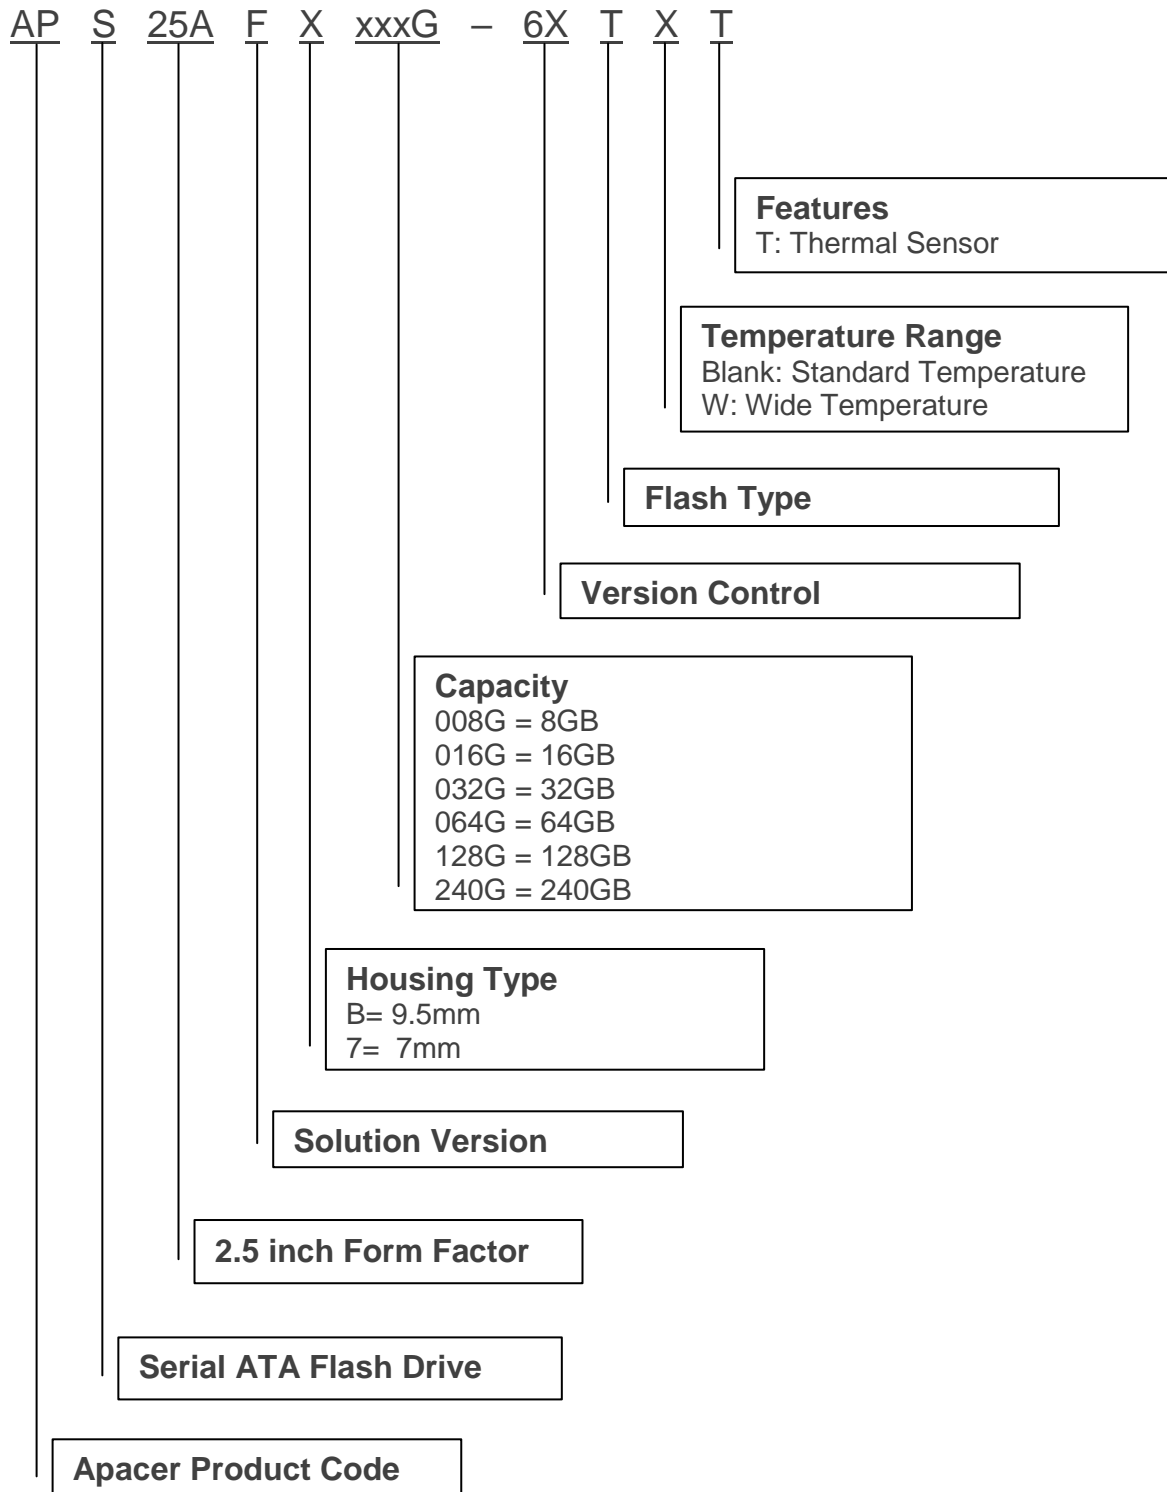 AP S 25A F X xxxG – 6X T X T
Features
T: Thermal Sensor
Temperature Range
Blank: Standard Temperature
W: Wide Temperature
Flash Type
Version Control
Capacity
008G = 8GB
016G = 16GB
032G = 32GB
064G = 64GB
128G = 128GB
240G = 240GB
Housing Type
B= 9.5mm
7= 7mm
Solution Version
2.5 inch Form Factor
Serial ATA Flash Drive
Apacer Product Code